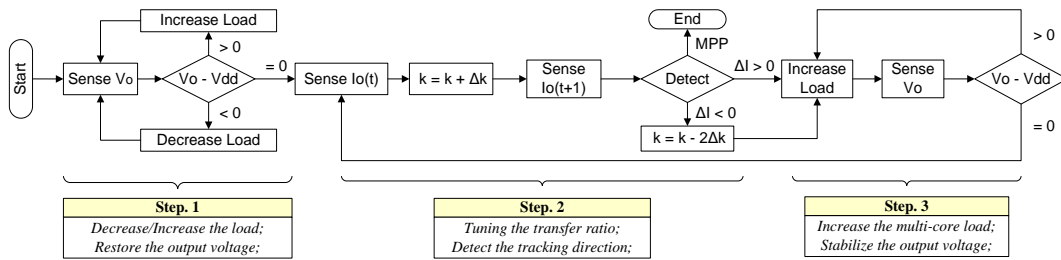 Start
Increase Load
> 0
Sense Vo
Vo - Vdd
= 0
< 0
Decrease Load
Sense Io(t)
k = k + Δk
Sense
Io(t+1)
End
MPP
Detect
ΔI > 0
ΔI < 0
k = k - 2Δk
Increase
Load
Sense
Vo
> 0
Vo - Vdd
= 0
Step. 1
Decrease/Increase the load;
Restore the output voltage;
Step. 2
Tuning the transfer ratio;
Detect the tracking direction;
Step. 3
Increase the multi-core load;
Stabilize the output voltage;